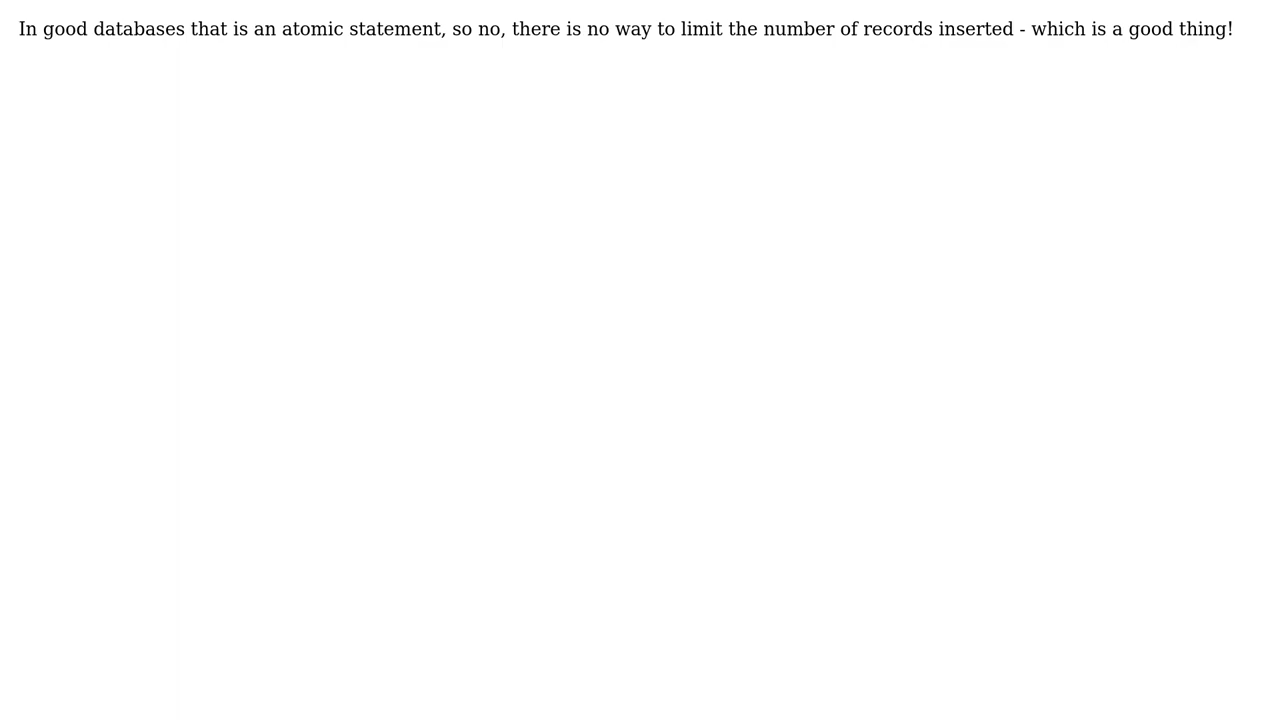 In good databases that is an atomic statement, so no, there is no way to limit the number of records inserted - which is a good thing!